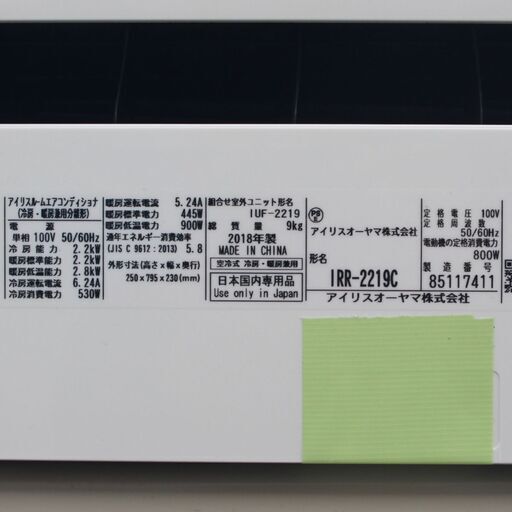 アイリスルームエアコンディショナ
(冷房・暖房兼用分離形)
電源
単相 100V 50/60Hz
冷房能力 2.2kW
暖房標準能力 2.2kW
暖房低温能力 2.8kW
冷房運転電流 6.24A
冷房消費電力 530W
暖房運転電流 5.24A
暖房標準電力 445W
暖房低温電力 900W
通年エネルギー消費効率
(JIS C 9612:2013) 5.8
外形寸法(高さ×幅×奥行)
250×795×230(mm)
組合せ室外ユニット形名
IUF-2219
総質量 9kg
2018年製
MADE IN CHINA
空冷式 冷房・暖房兼用
日本国内専用品
Use only in Japan
PSE
アイリスオーヤマ株式会社
形名
IRR-2219C
アイリスオーヤマ株式会社
定格電圧 100V
定格周波数
50/60Hz
電動機の定格消費電力
800W
製造番号
85117411